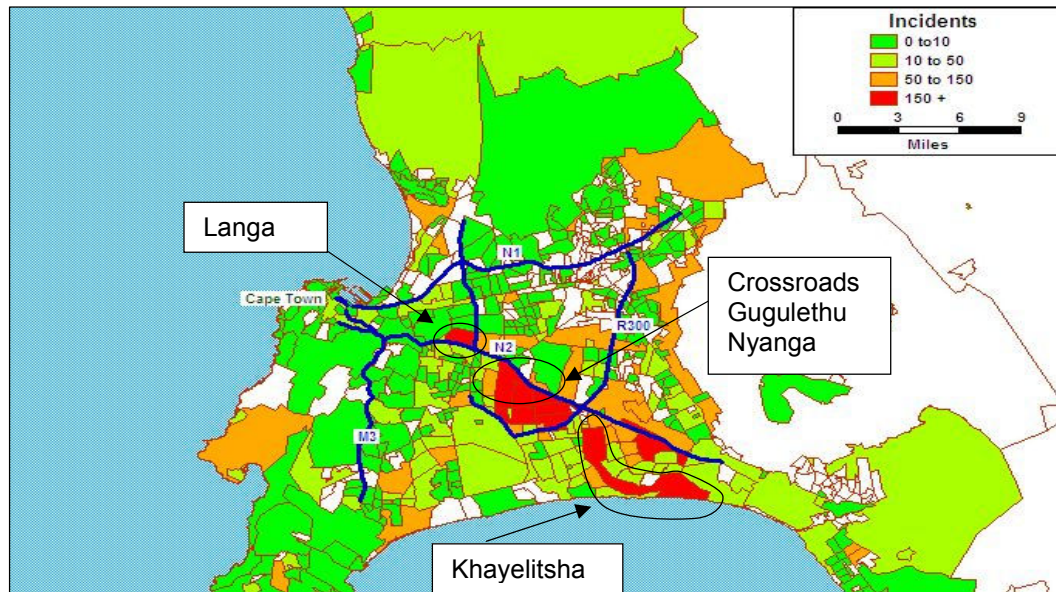 Incidents
0 to10
10 to 50
50 to 150
150 +
0 3 6 9
Miles
Langa
N1
Crossroads
Gugulethu
Nyanga
Cape Town
R300
N2
M3
Khayelitsha